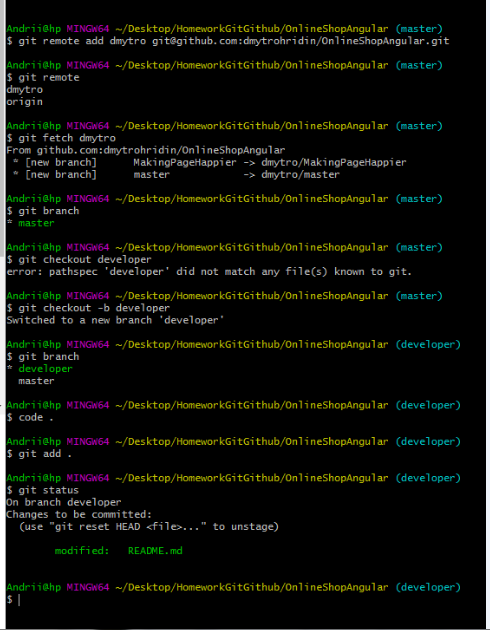 Andrii@hp MINGW64 ~/Desktop/HomeworkGitGithub/OnlineShopAngular (master)
$ git remote add dmytro git@github.com:dmytrohridin/OnlineShopAngular.git
Andrii@hp MINGW64 ~/Desktop/HomeworkGitGithub/OnlineShopAngular (master)
$ git remote
dmytro
origin
Andrii@hp MINGW64 ~/Desktop/HomeworkGitGithub/OnlineShopAngular (master)
$ git fetch dmytro
From github.com:dmytrohridin/OnlineShopAngular
 * [new branch]      MakingPageHappier -> dmytro/MakingPageHappier
 * [new branch]      master            -> dmytro/master
Andrii@hp MINGW64 ~/Desktop/HomeworkGitGithub/OnlineShopAngular (master)
$ git branch
* master
Andrii@hp MINGW64 ~/Desktop/HomeworkGitGithub/OnlineShopAngular (master)
$ git checkout developer
error: pathspec 'developer' did not match any file(s) known to git.
Andrii@hp MINGW64 ~/Desktop/HomeworkGitGithub/OnlineShopAngular (master)
$ git checkout -b developer
Switched to a new branch 'developer'
Andrii@hp MINGW64 ~/Desktop/HomeworkGitGithub/OnlineShopAngular (developer)
$ git branch
* developer
  master
Andrii@hp MINGW64 ~/Desktop/HomeworkGitGithub/OnlineShopAngular (developer)
$ code .
Andrii@hp MINGW64 ~/Desktop/HomeworkGitGithub/OnlineShopAngular (developer)
$ git add .
Andrii@hp MINGW64 ~/Desktop/HomeworkGitGithub/OnlineShopAngular (developer)
$ git status
On branch developer
Changes to be committed:
  (use "git reset HEAD <file>..." to unstage)
        modified:   README.md
Andrii@hp MINGW64 ~/Desktop/HomeworkGitGithub/OnlineShopAngular (developer)
$